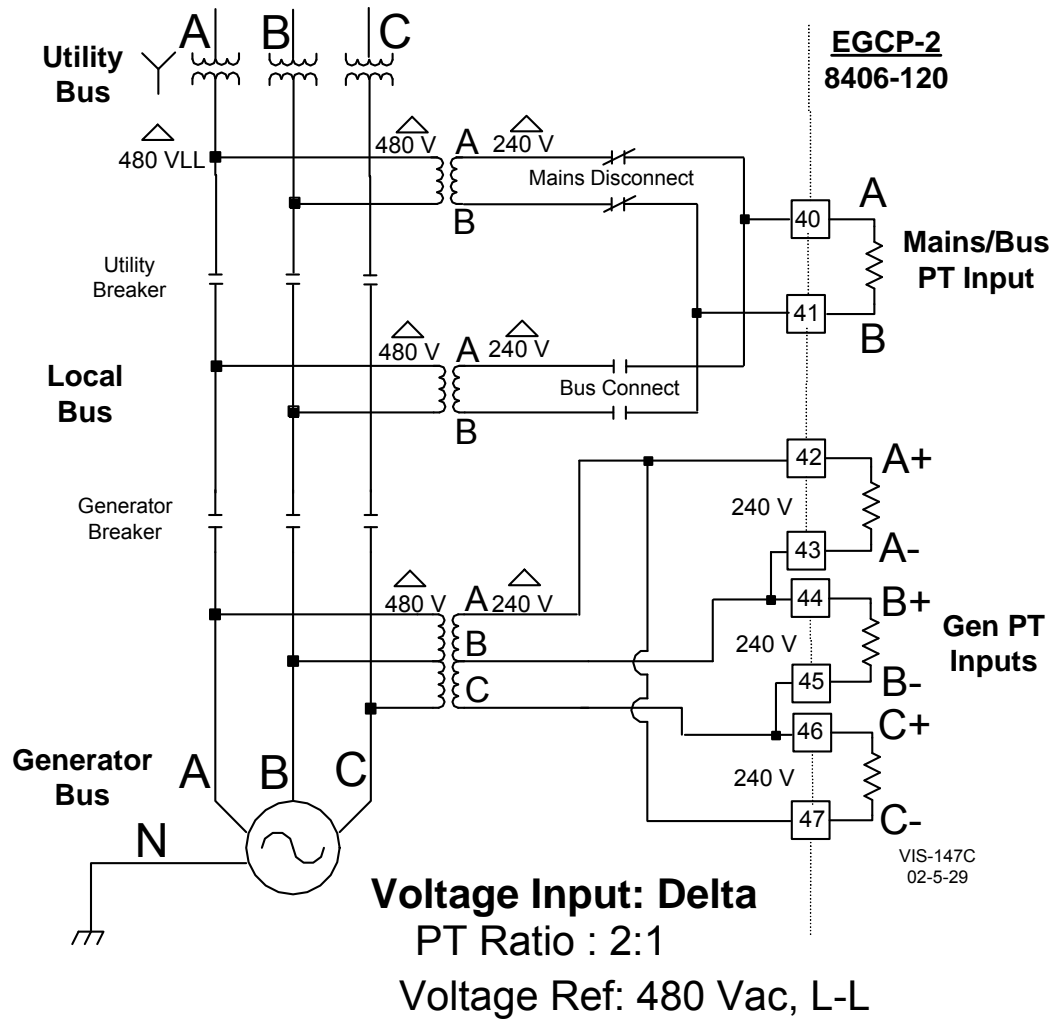 A B C
Utility
Bus
480 VLL
480 V A 240 V
Mains Disconnect
B
EGCP-2
8406-120
40
A
Mains/Bus
PT Input
41
B
Utility
Breaker
Local
Bus
480 V A 240 V
Bus Connect
B
Generator
Breaker
42
A+
240 V
43
A-
480 V A 240 V
B
C
44
B+
240 V
45
B-
Gen PT
Inputs
46
C+
240 V
47
C-
Generator
Bus
A B C
N
VIS-147C
02-5-29
Voltage Input: Delta
PT Ratio : 2:1
Voltage Ref: 480 Vac, L-L